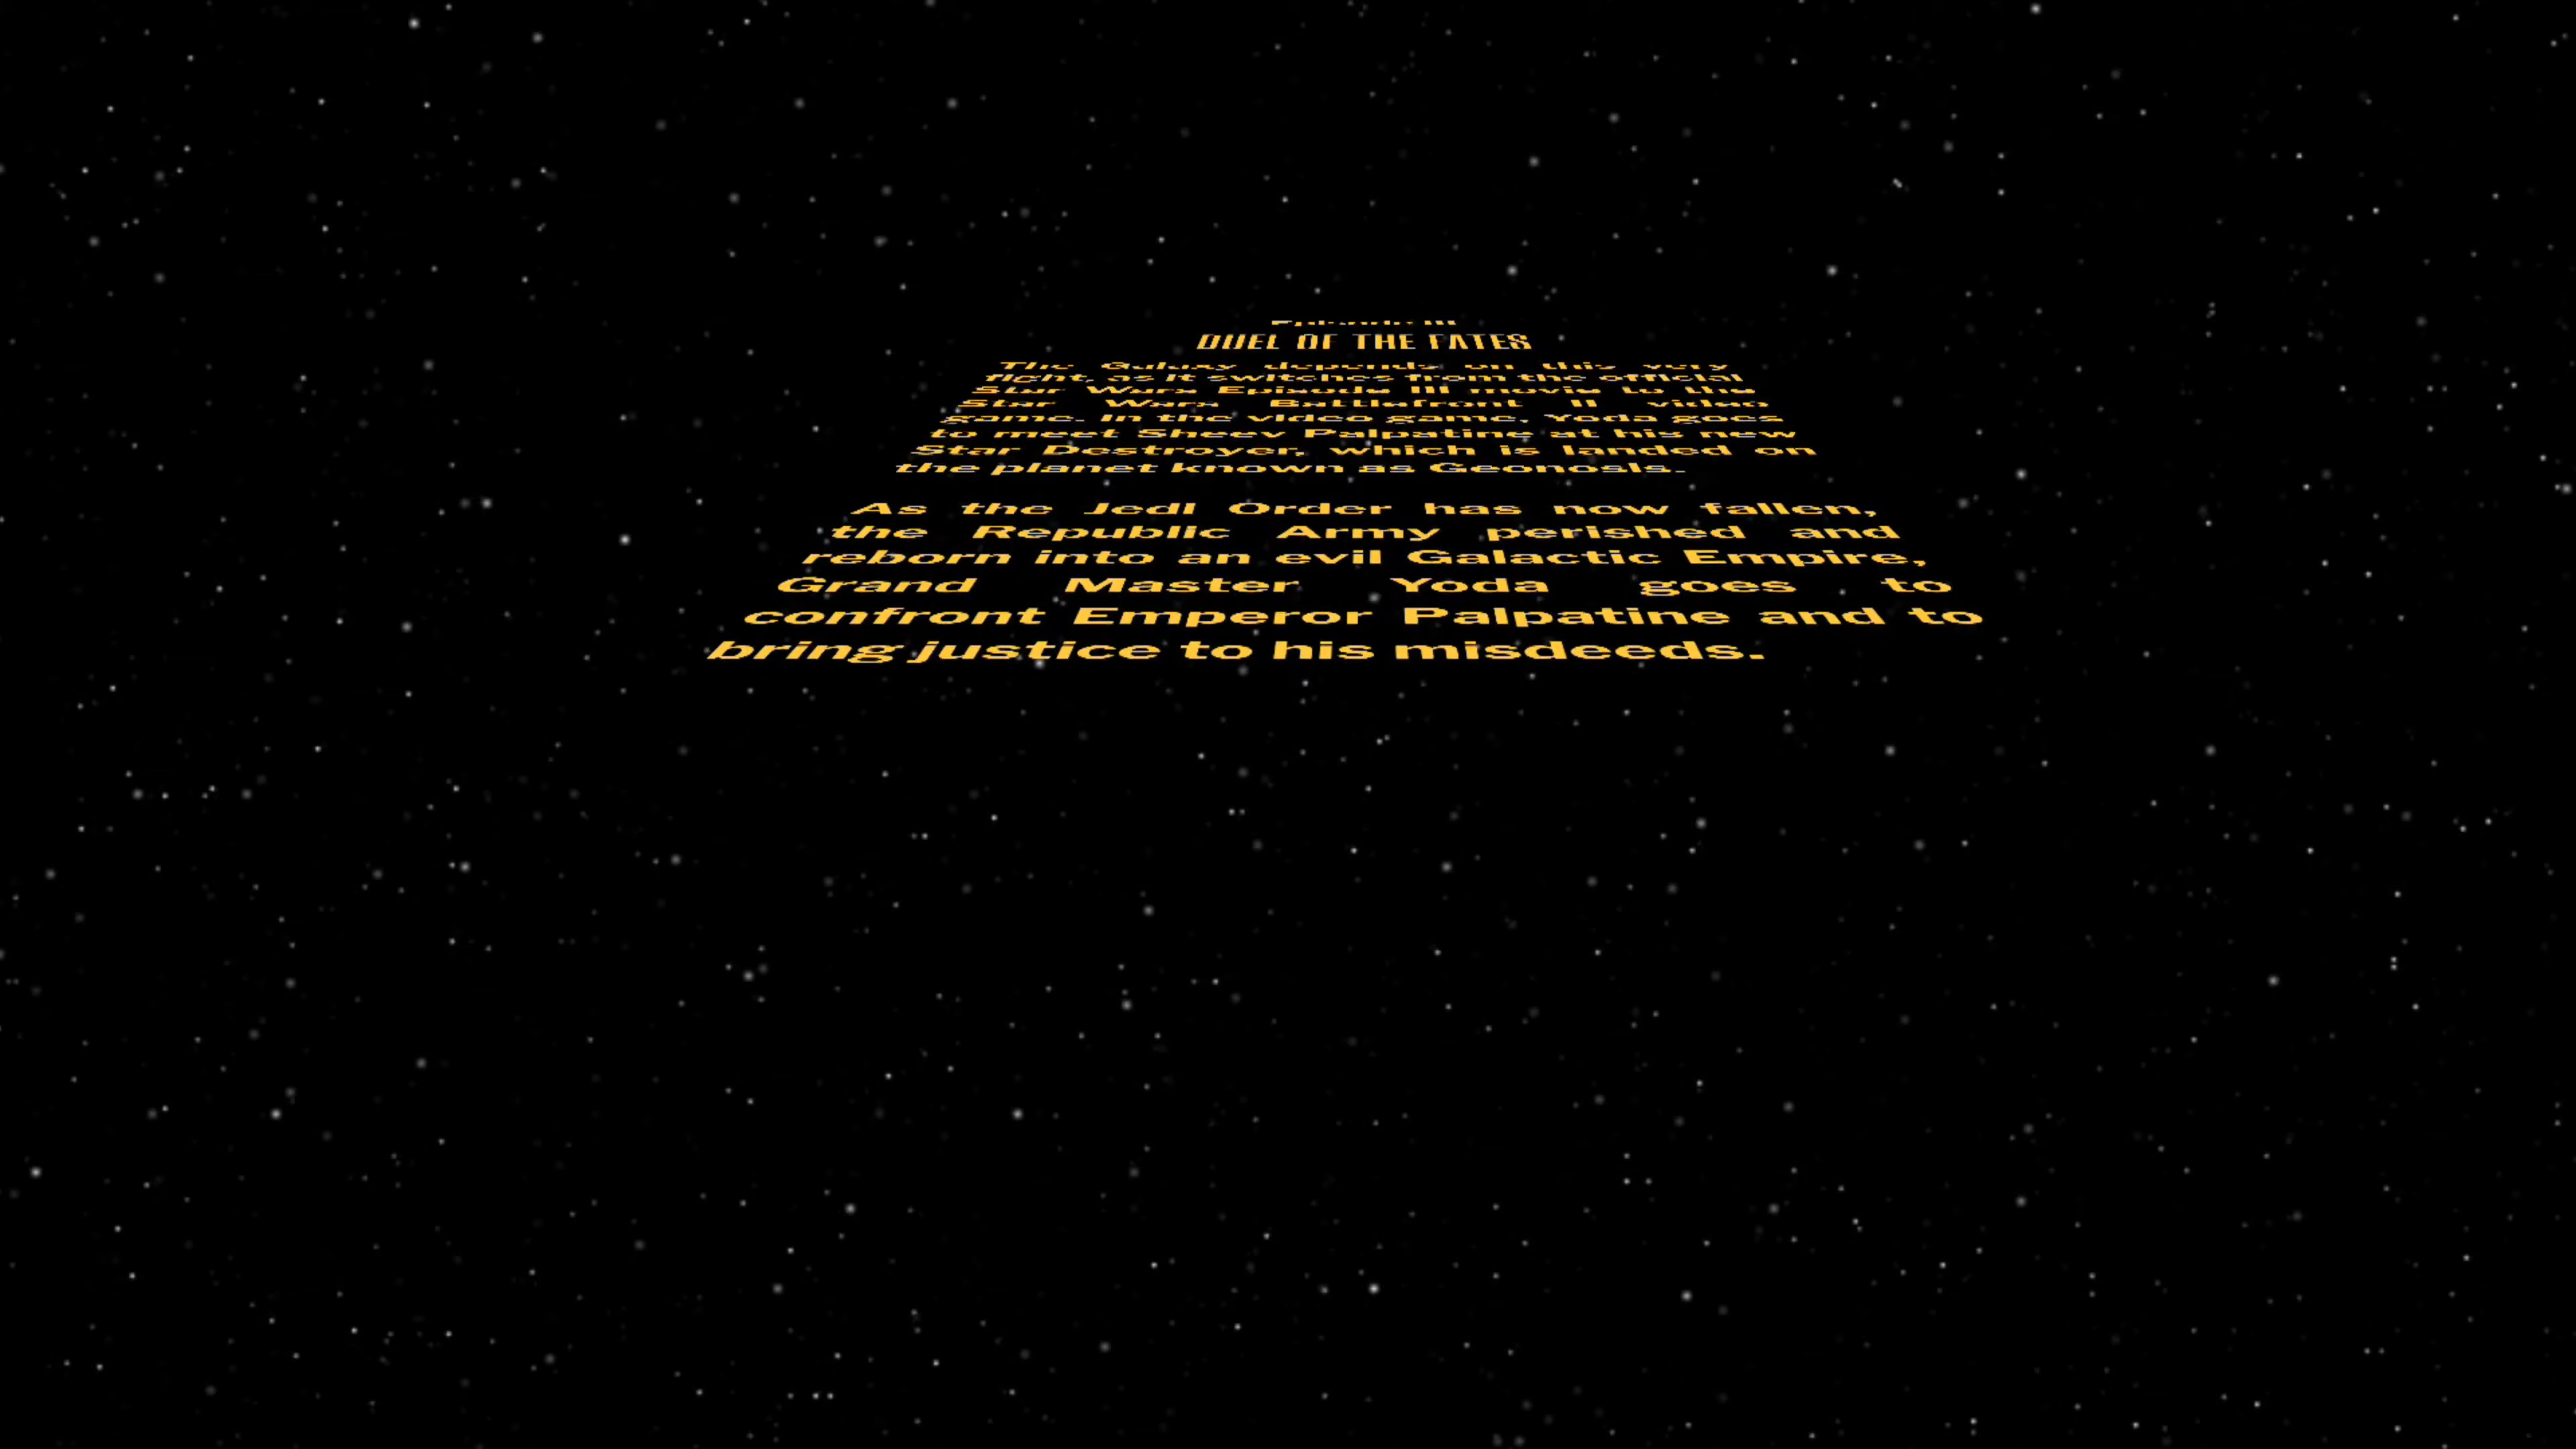 Episode III
DUEL OF THE FATES
The Galaxy depends on this very
fight, as it switches from the official
Star Wars Episode III movie to the
Star Wars Battlefront II video
game. In the video game, Yoda goes
to meet Sheev Palpatine at his new
Star Destroyer, which is landed on
the planet known as Geonosis.
As the Jedi Order has now fallen,
the Republic Army perished and
reborn into an evil Galactic Empire,
Grand Master Yoda goes to
confront Emperor Palpatine and to
bring justice to his misdeeds.